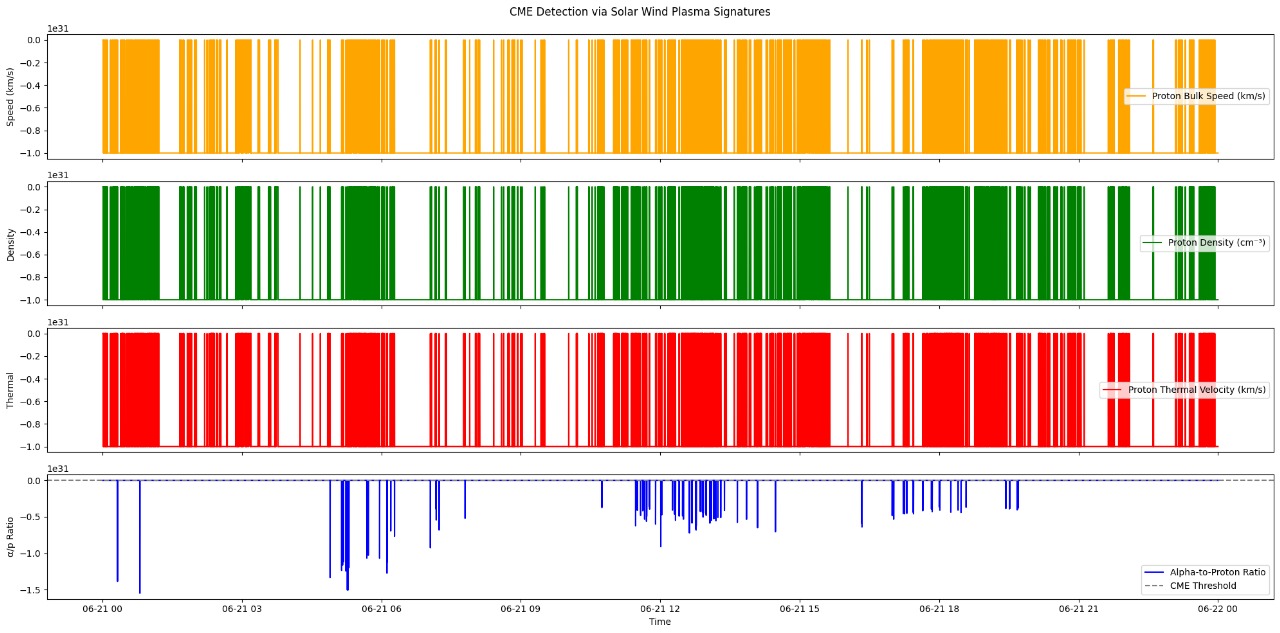 CME Detection via Solar Wind Plasma Signatures
1e31
0.0
−0.2
−0.4
−0.6
−0.8
−1.0
Speed (km/s)
Proton Bulk Speed (km/s)
1e31
0.0
−0.2
−0.4
−0.6
−0.8
−1.0
Density
Proton Density (cm⁻³)
1e31
0.0
−0.2
−0.4
−0.6
−0.8
−1.0
Thermal
Proton Thermal Velocity (km/s)
1e31
0.0
−0.5
−1.0
−1.5
α/p Ratio
Alpha-to-Proton Ratio
CME Threshold
06-21 00 06-21 03 06-21 06 06-21 09 06-21 12 06-21 15 06-21 18 06-21 21 06-22 00
Time